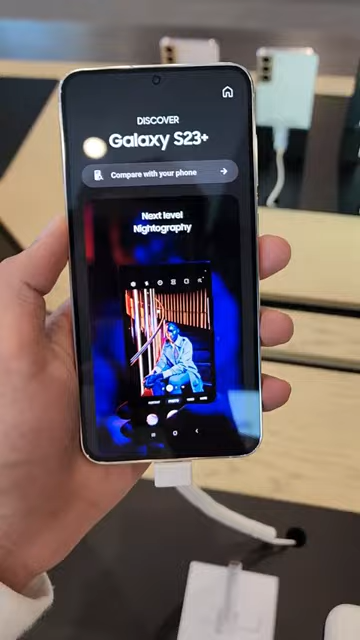 DISCOVER
Galaxy S23+
Compare with your phone
Next level
Nightography